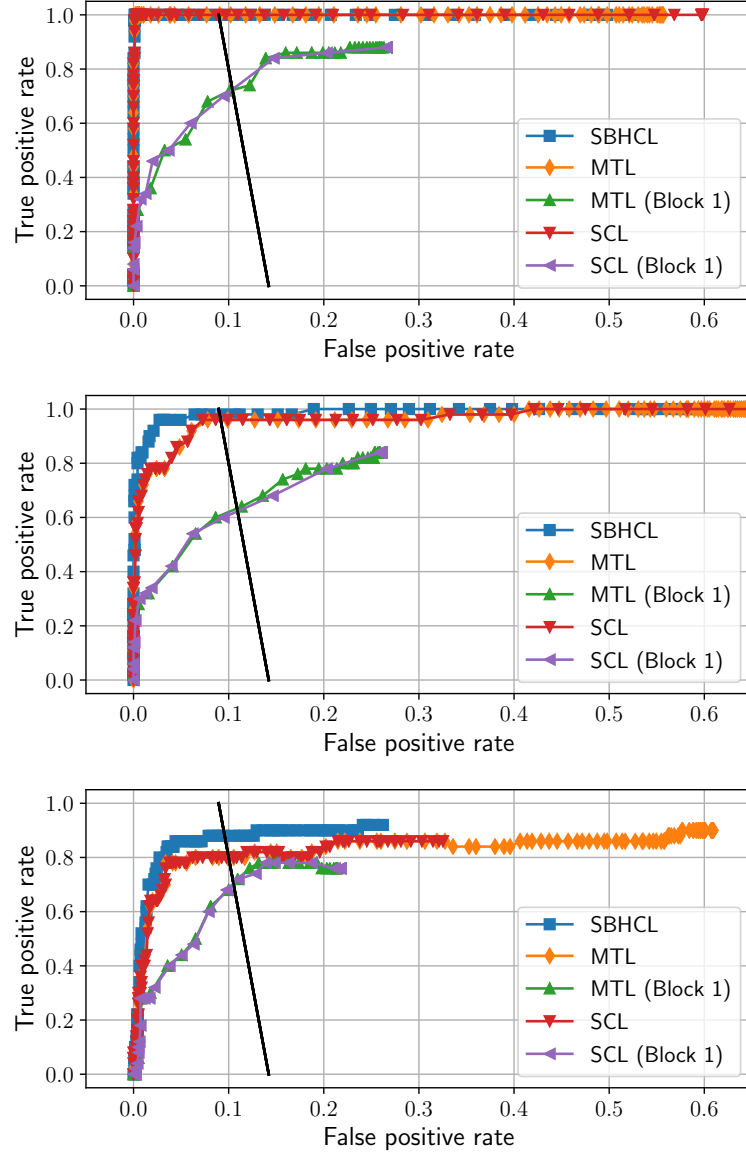 1.0
0.8
0.6
0.4
0.2
0.0
True positive rate
SBHCL
MTL
MTL (Block 1)
SCL
SCL (Block 1)
0.0 0.1 0.2 0.3 0.4 0.5 0.6
False positive rate
1.0
0.8
0.6
0.4
0.2
0.0
True positive rate
SBHCL
MTL
MTL (Block 1)
SCL
SCL (Block 1)
0.0 0.1 0.2 0.3 0.4 0.5 0.6
False positive rate
1.0
0.8
0.6
0.4
0.2
0.0
True positive rate
SBHCL
MTL
MTL (Block 1)
SCL
SCL (Block 1)
0.0 0.1 0.2 0.3 0.4 0.5 0.6
False positive rate